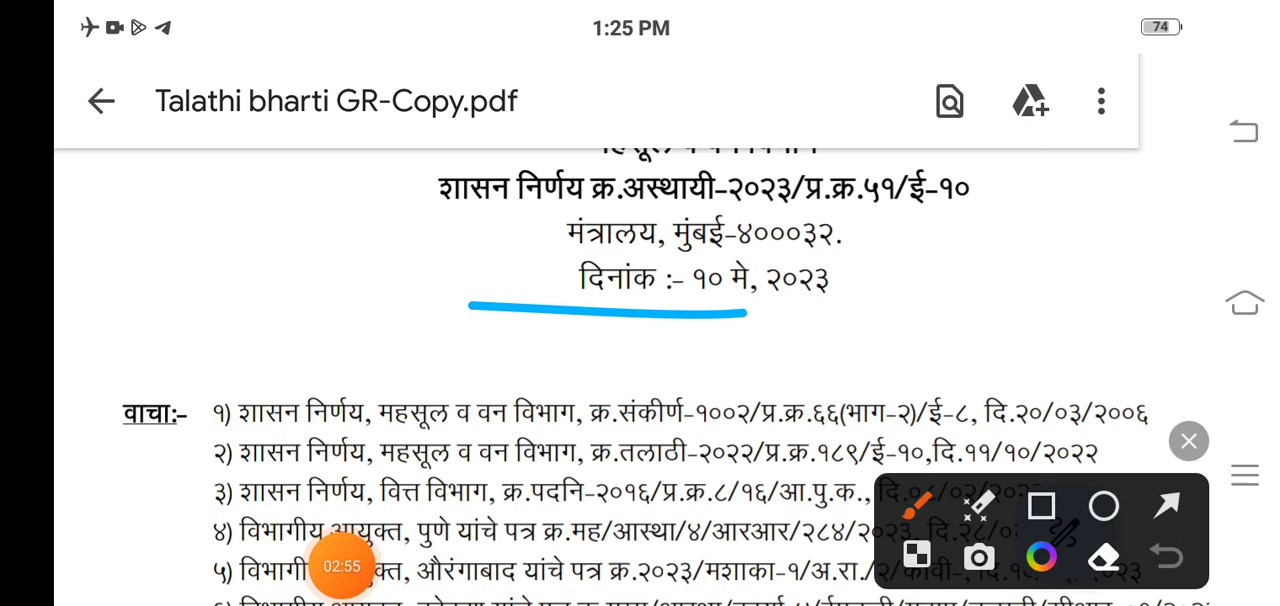 1:25 PM
74
Talathi bharti GR-Copy.pdf
शासन निर्णय क्र.अस्थायी-२०२३/प्र.क्र.५१/ई-१०
मंत्रालय, मुंबई-४०००३२.
दिनांक :- १० मे, २०२३
वाचा:- १) शासन निर्णय, महसूल व वन विभाग, क्र.संकीर्ण-१००२/प्र.क्र.६६(भाग-२)/ई-८, दि.२०/०३/२००६
२) शासन निर्णय, महसूल व वन विभाग, क्र.तलाठी-२०२२/प्र.क्र.१८९/ई-१०,दि.११/१०/२०२२
३) शासन निर्णय, वित्त विभाग, क्र.पदनि-२०१६/प्र.क्र.८/१६/आ.पु.क.,
४) विभागीय आयुक्त, पुणे यांचे पत्र क्र.मह/आस्था/४/आरआर/२८४/२०२३, दि.
02:55
५) औरंगाबाद यांचे पत्र क्र.२०२३/मशाका-१/अ.रा./२/कावी-,